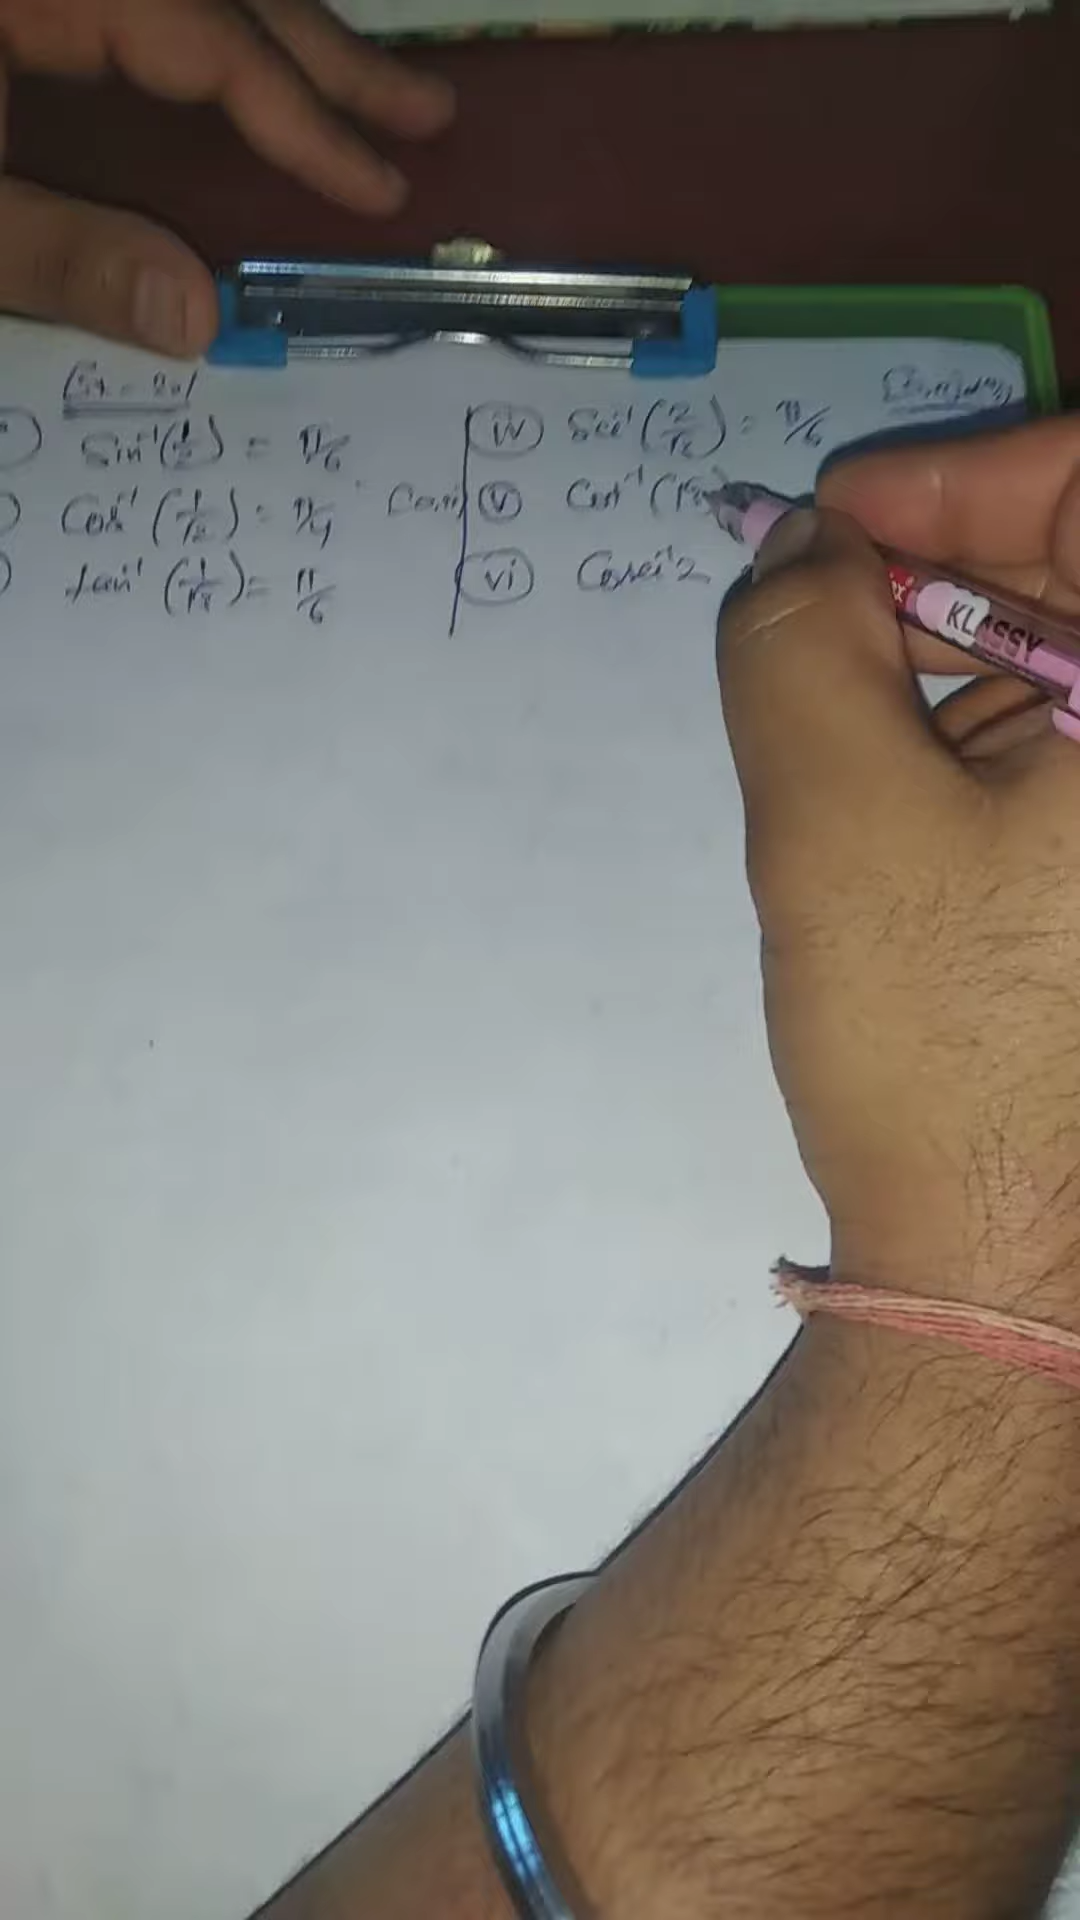 Sin⁻¹(1/2) = π/6
Cos⁻¹(1/√2) = π/4
tan⁻¹(1/√3) = π/6
(iv) Sec⁻¹(2/√3) = π/6
(v) Cot⁻¹(√3
(vi) Cosec⁻¹2
KLASSY